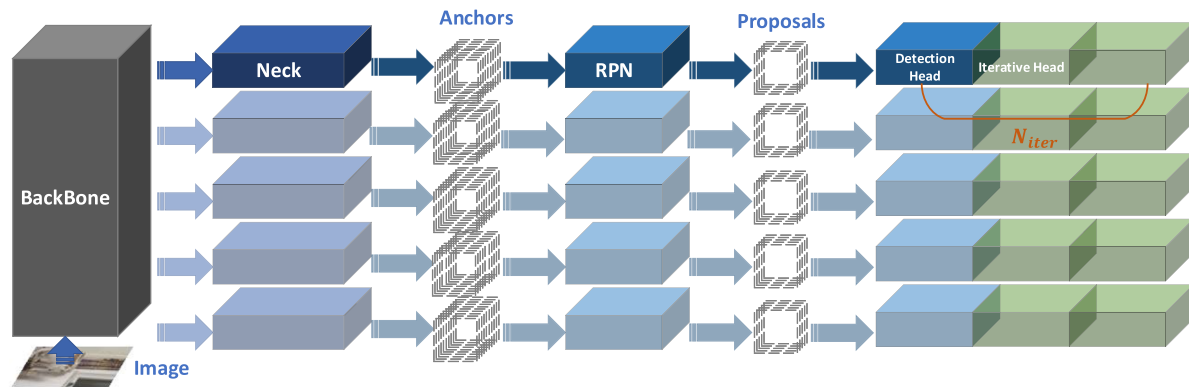 Anchors
Proposals
Neck
RPN
Detection
Head
Iterative Head
N_iter
BackBone
Image